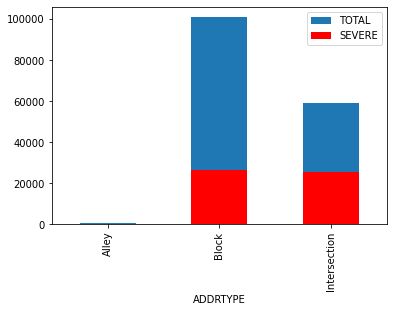 TOTAL
SEVERE
100000
80000
60000
40000
20000
0
Alley
Block
Intersection
ADDRTYPE